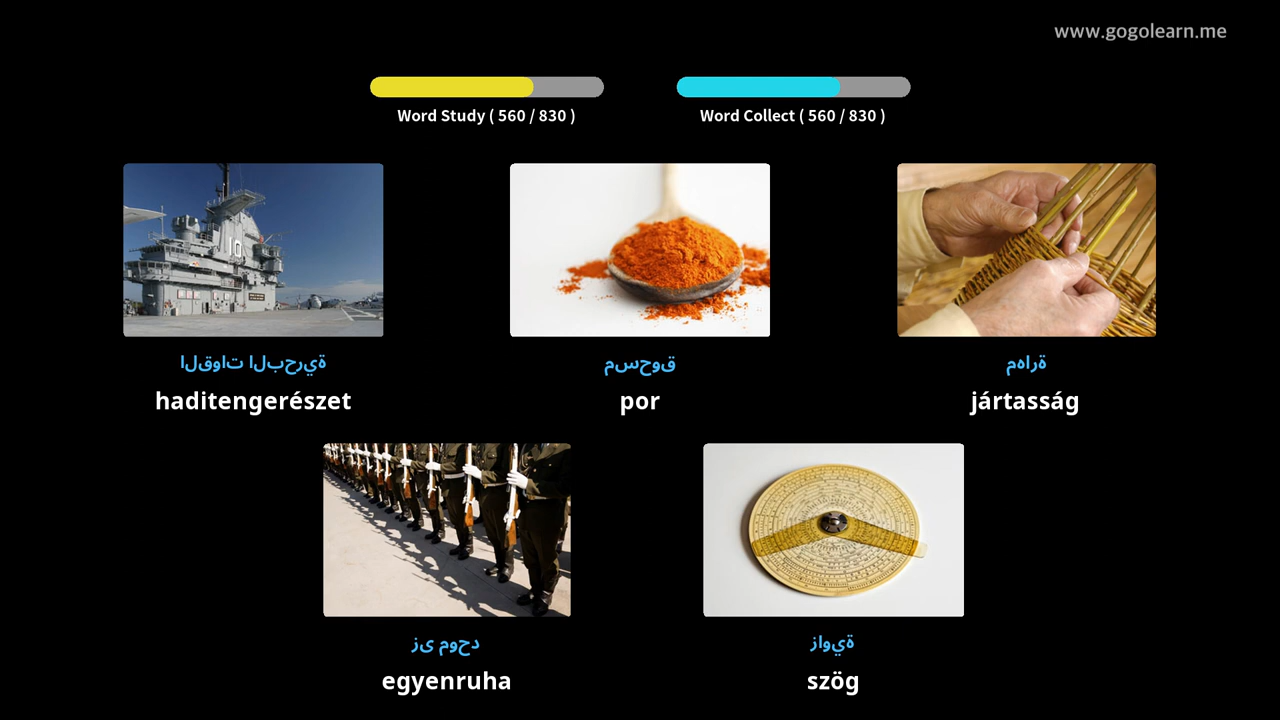 www.gogolearn.me
Word Study ( 560 / 830 )
Word Collect ( 560 / 830 )
القوات البحرية
haditengerészet
مسحوق
por
مهارة
jártasság
زى موحد
egyenruha
زاوية
szög